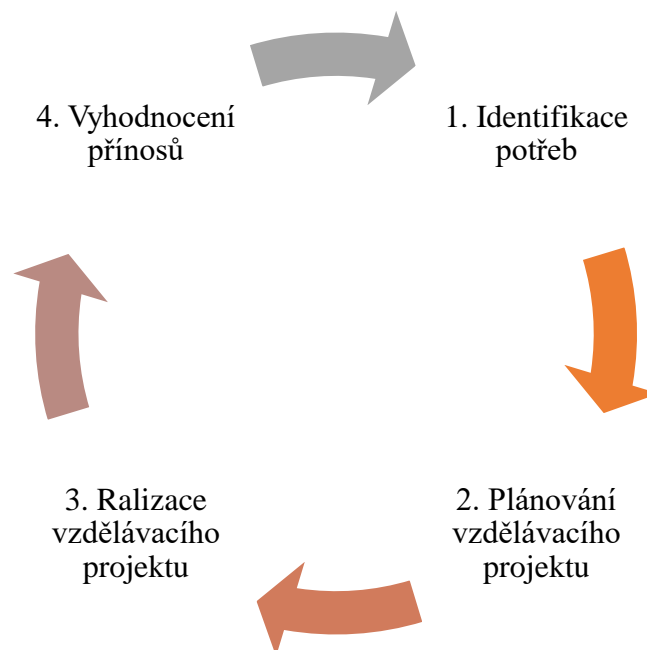 4. Vyhodnocení
přínosů
1. Identifikace
potřeb
3. Ralizace
vzdělávacího
projektu
2. Plánování
vzdělávacího
projektu